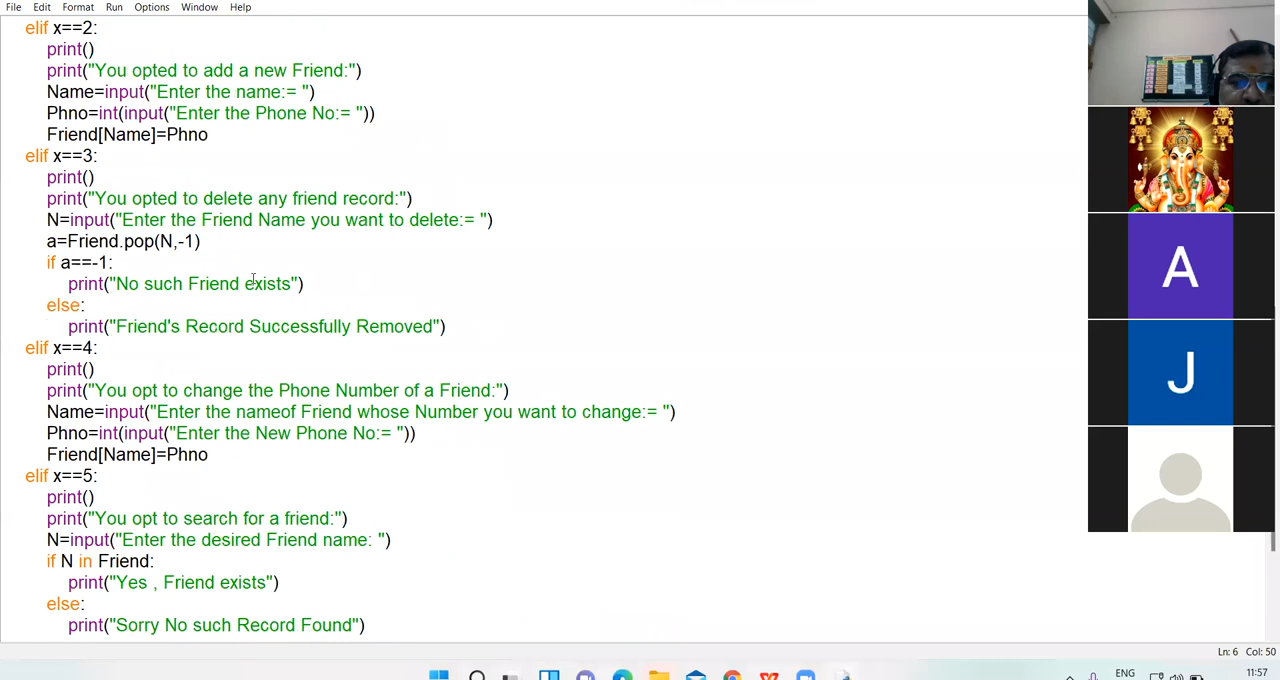 File Edit Format Run Options Window Help
elif x==2:
print()
print("You opted to add a new Friend:")
Name=input("Enter the name:= ")
Phno=int(input("Enter the Phone No:= "))
Friend[Name]=Phno
elif x==3:
print()
print("You opted to delete any friend record:")
N=input("Enter the Friend Name you want to delete:= ")
a=Friend.pop(N,-1)
if a==-1:
print("No such Friend exists")
else:
print("Friend's Record Successfully Removed")
elif x==4:
print()
print("You opt to change the Phone Number of a Friend:")
Name=input("Enter the nameof Friend whose Number you want to change:= ")
Phno=int(input("Enter the New Phone No:= "))
Friend[Name]=Phno
elif x==5:
print()
print("You opt to search for a friend:")
N=input("Enter the desired Friend name: ")
if N in Friend:
print("Yes , Friend exists")
else:
print("Sorry No such Record Found")
A
J
Ln: 6 Col: 50
ENG
11:57